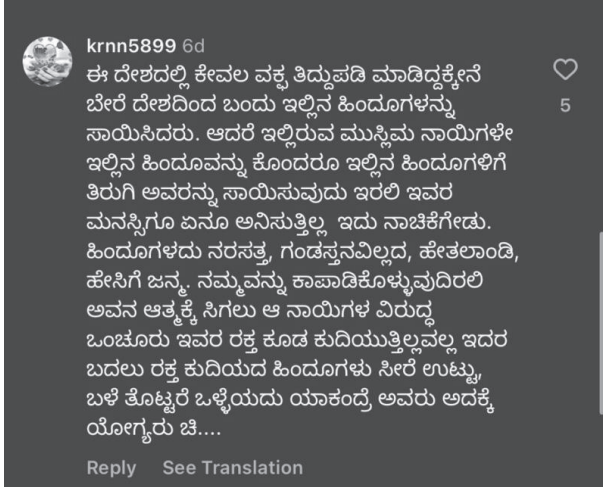 krnn5899 6d
ಈ ದೇಶದಲ್ಲಿ ಕೇವಲ ವಕ್ಫ ತಿದ್ದುಪಡಿ ಮಾಡಿದ್ದಕ್ಕೇನೆ
ಬೇರೆ ದೇಶದಿಂದ ಬಂದು ಇಲ್ಲಿನ ಹಿಂದೂಗಳನ್ನು
ಸಾಯಿಸಿದರು. ಆದರೆ ಇಲ್ಲಿರುವ ಮುಸ್ಲಿಮ ನಾಯಿಗಳೇ
ಇಲ್ಲಿನ ಹಿಂದೂವನ್ನು ಕೊಂದರೂ ಇಲ್ಲಿನ ಹಿಂದೂಗಳಿಗೆ
ತಿರುಗಿ ಅವರನ್ನು ಸಾಯಿಸುವುದು ಇರಲಿ ಇವರ
ಮನಸ್ಸಿಗೂ ಏನೂ ಅನಿಸುತ್ತಿಲ್ಲ ಇದು ನಾಚಿಕೆಗೇಡು.
ಹಿಂದೂಗಳದು ನರಸತ್ತ, ಗಂಡಸ್ತನವಿಲ್ಲದ, ಹೇತಲಾಂಡಿ,
ಹೇಸಿಗೆ ಜನ್ಮ. ನಮ್ಮವನ್ನು ಕಾಪಾಡಿಕೊಳ್ಳುವುದಿರಲಿ
ಅವನ ಆತ್ಮಕ್ಕೆ ಸಿಗಲು ಆ ನಾಯಿಗಳ ವಿರುದ್ಧ
ಒಂಚೂರು ಇವರ ರಕ್ತ ಕೂಡ ಕುದಿಯುತ್ತಿಲ್ಲವಲ್ಲ ಇದರ
ಬದಲು ರಕ್ತ ಕುದಿಯದ ಹಿಂದೂಗಳು ಸೀರೆ ಉಟ್ಟು,
ಬಳೆ ತೊಟ್ಟರೆ ಒಳ್ಳೆಯದು ಯಾಕಂದ್ರೆ ಅವರು ಅದಕ್ಕೆ
ಯೋಗ್ಯರು ಚಿ....
5
Reply See Translation